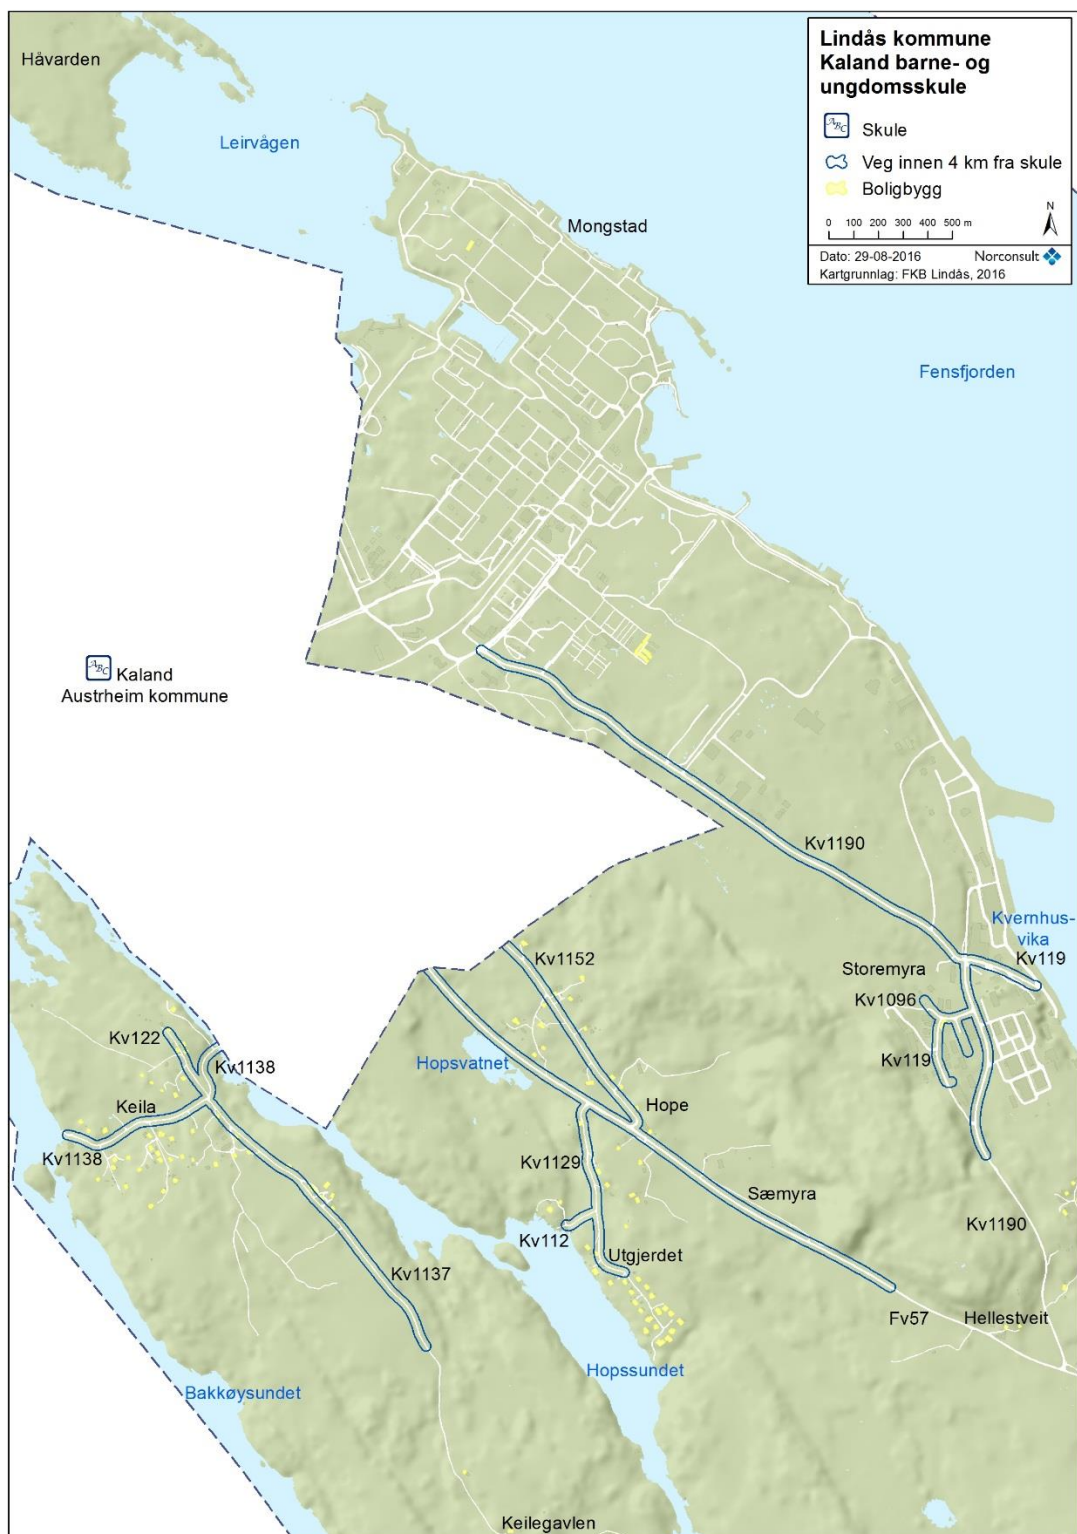 Lindås kommune
Kaland barne- og
ungdomsskule
ABC Skule
Veg innen 4 km fra skule
Boligbygg
N
0 100 200 300 400 500 m
Dato: 29-08-2016 Norconsult
Kartgrunnlag: FKB Lindås, 2016
Håvarden
Leirvågen
Mongstad
Fensfjorden
ABC Kaland
Austrheim kommune
Kv1190
Kvernhus-
vika
Kv119
Storemyra
Kv1096
Kv119
Kv1152
Hopsvatnet
Hope
Kv122
Kv1138
Keila
Kv1138
Kv1129
Sæmyra
Kv112
Utgjerdet
Kv1190
Kv1137
Fv57
Hellestveit
Hopssundet
Bakkøysundet
Keilegavlen